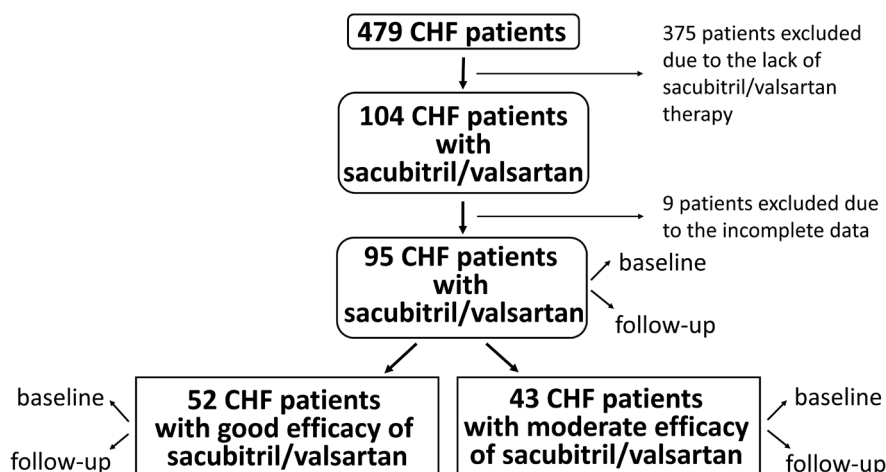 479 CHF patients
375 patients excluded
due to the lack of
sacubitril/valsartan
therapy
104 CHF patients
with
sacubitril/valsartan
9 patients excluded due
to the incomplete data
95 CHF patients
with
sacubitril/valsartan
baseline
follow-up
baseline
follow-up
52 CHF patients
with good efficacy of
sacubitril/valsartan
43 CHF patients
with moderate efficacy
of sacubitril/valsartan
baseline
follow-up